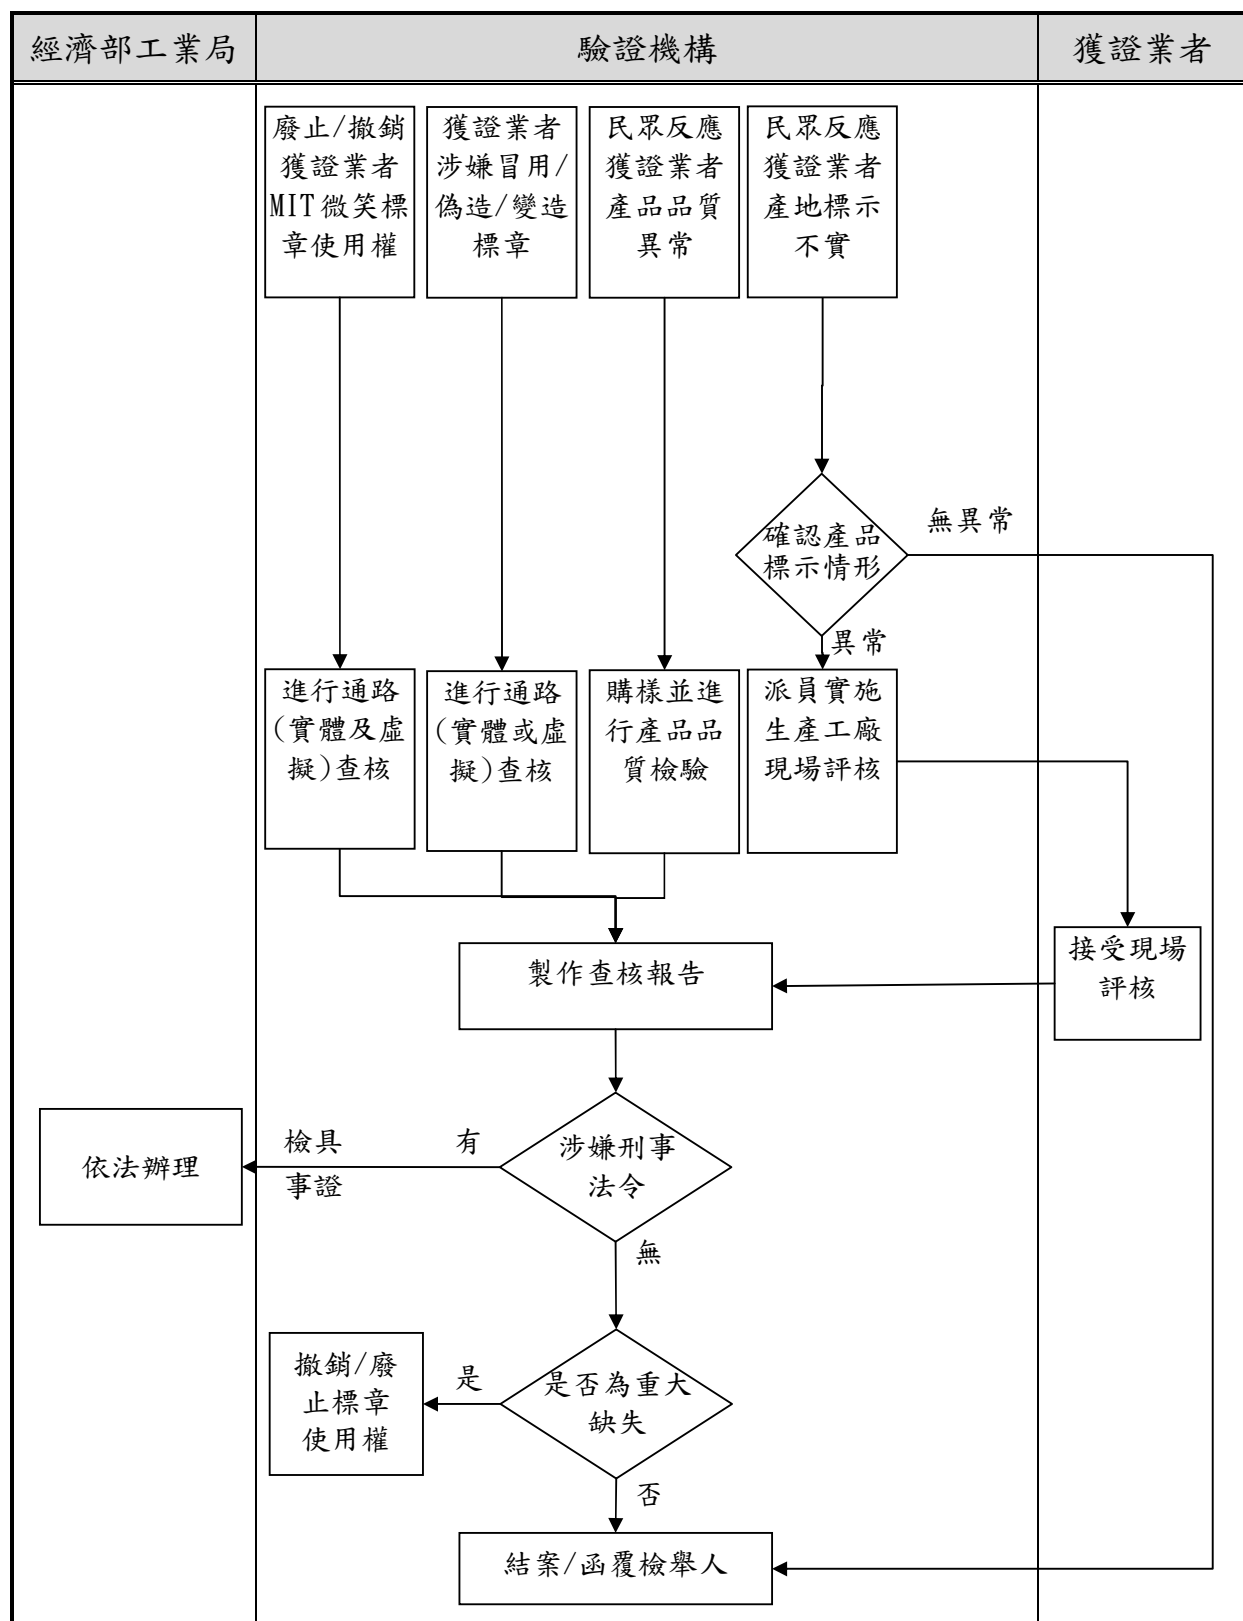 經濟部工業局
驗證機構
獲證業者
廢止/撤銷
獲證業者
MIT微笑標
章使用權
獲證業者
涉嫌冒用/
偽造/變造
標章
民眾反應
獲證業者
產品品質
異常
民眾反應
獲證業者
產地標示
不實
確認產品
標示情形
無異常
異常
進行通路
(實體及虛
擬)查核
進行通路
(實體或虛
擬)查核
購樣並進
行產品品
質檢驗
派員實施
生產工廠
現場評核
製作查核報告
接受現場
評核
依法辦理
檢具
事證
有
涉嫌刑事
法令
無
撤銷/廢
止標章
使用權
是
是否為重大
缺失
否
結案/函覆檢舉人